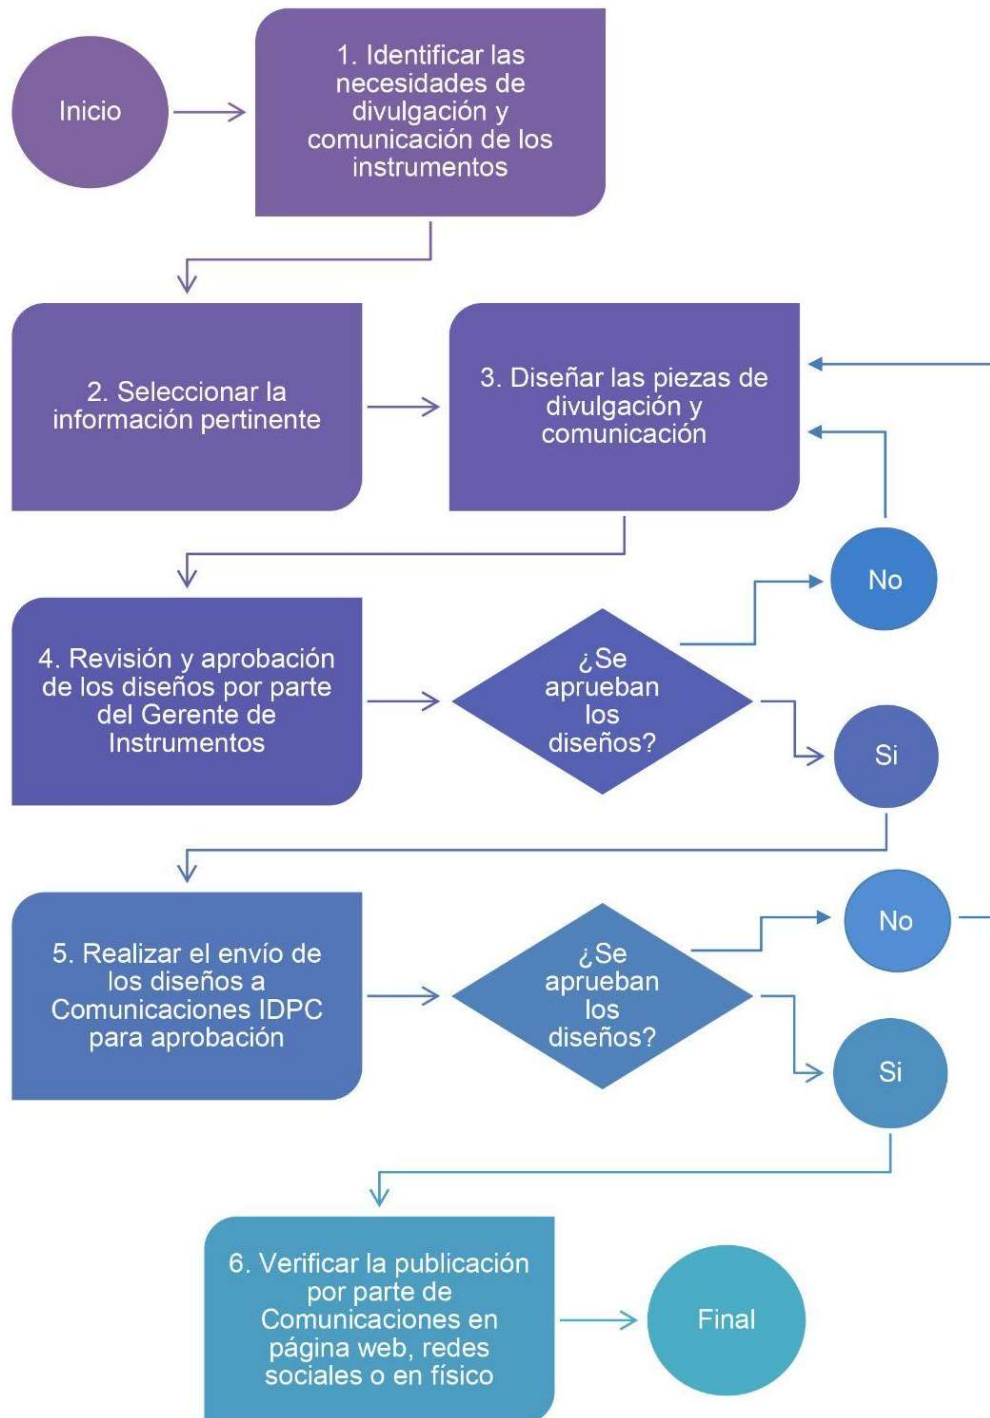 Inicio
1. Identificar las
necesidades de
divulgación y
comunicación de los
instrumentos
2. Seleccionar la
información pertinente
3. Diseñar las piezas de
divulgación y
comunicación
No
4. Revisión y aprobación
de los diseños por parte
del Gerente de
Instrumentos
¿Se
aprueban
los
diseños?
Si
5. Realizar el envío de
los diseños a
Comunicaciones IDPC
para aprobación
¿Se
aprueban
los
diseños?
No
Si
6. Verificar la publicación
por parte de
Comunicaciones en
página web, redes
sociales o en físico
Final